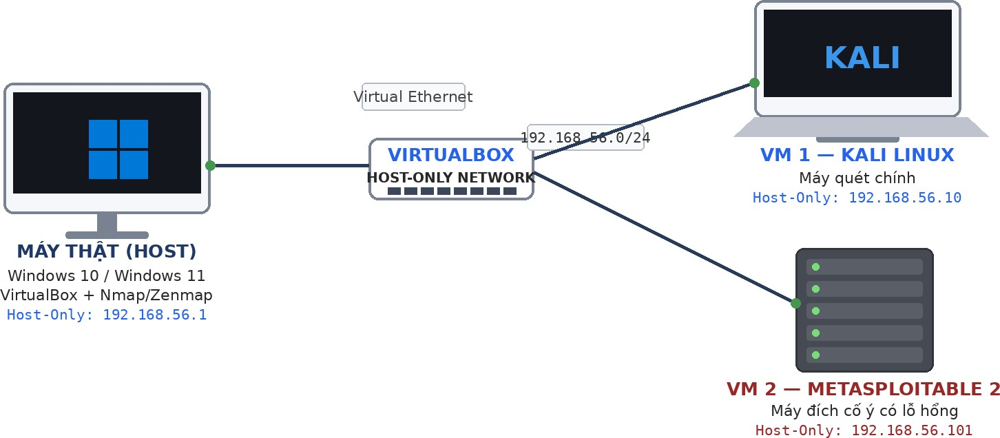 KALI
Virtual Ethernet
192.168.56.0/24
VIRTUALBOX
HOST-ONLY NETWORK
VM 1 — KALI LINUX
Máy quét chính
Host-Only: 192.168.56.10
MÁY THẬT (HOST)
Windows 10 / Windows 11
VirtualBox + Nmap/Zenmap
Host-Only: 192.168.56.1
VM 2 — METASPLOITABLE 2
Máy đích cố ý có lỗ hổng
Host-Only: 192.168.56.101